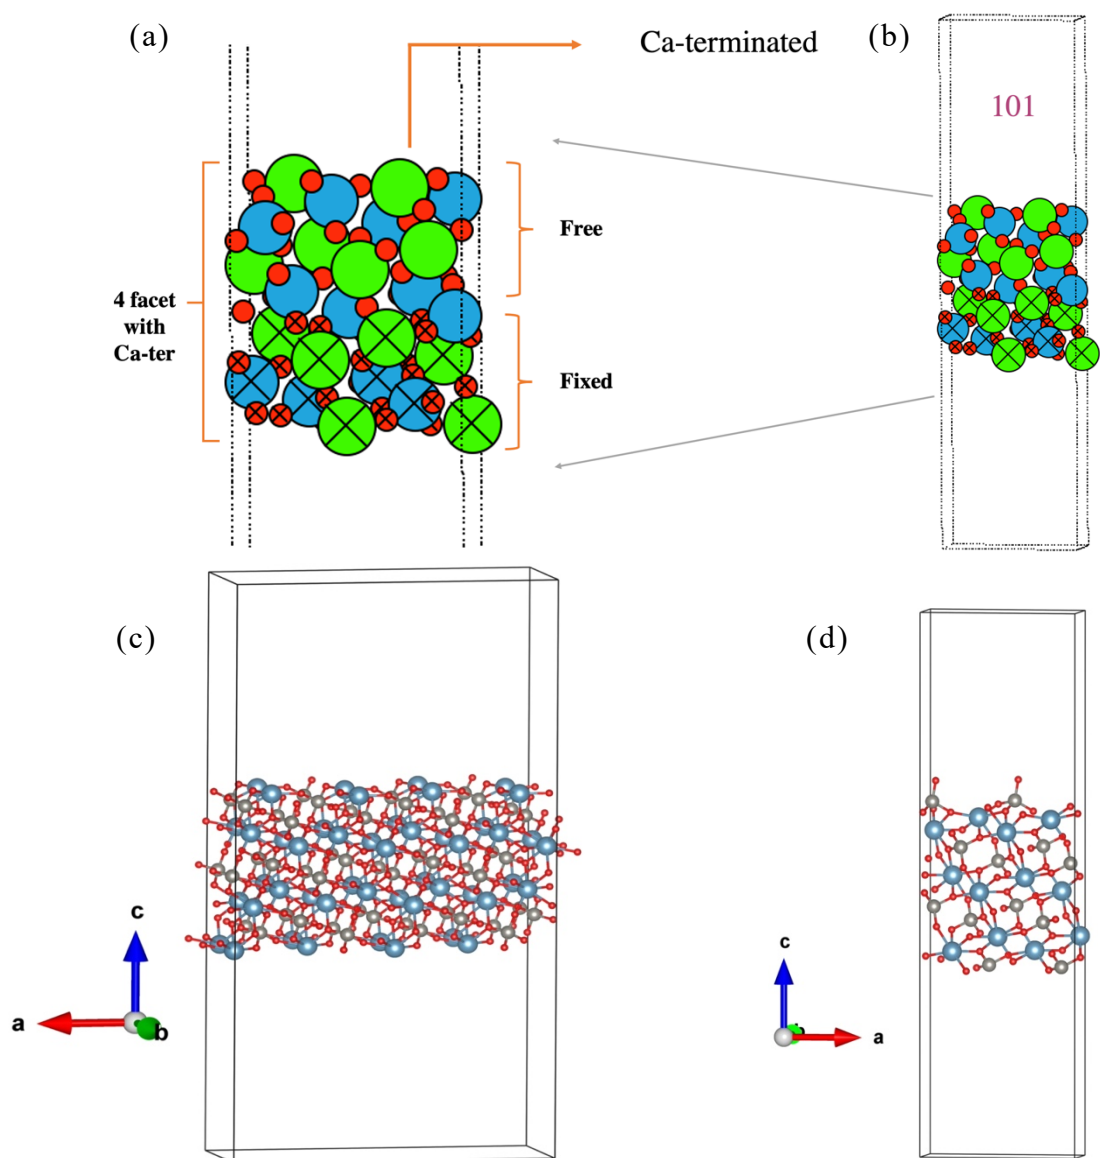 (a)
Ca-terminated
(b)
101
Free
4 facet
with
Ca-ter
Fixed
(c)
(d)
c
a
b
c
b
a